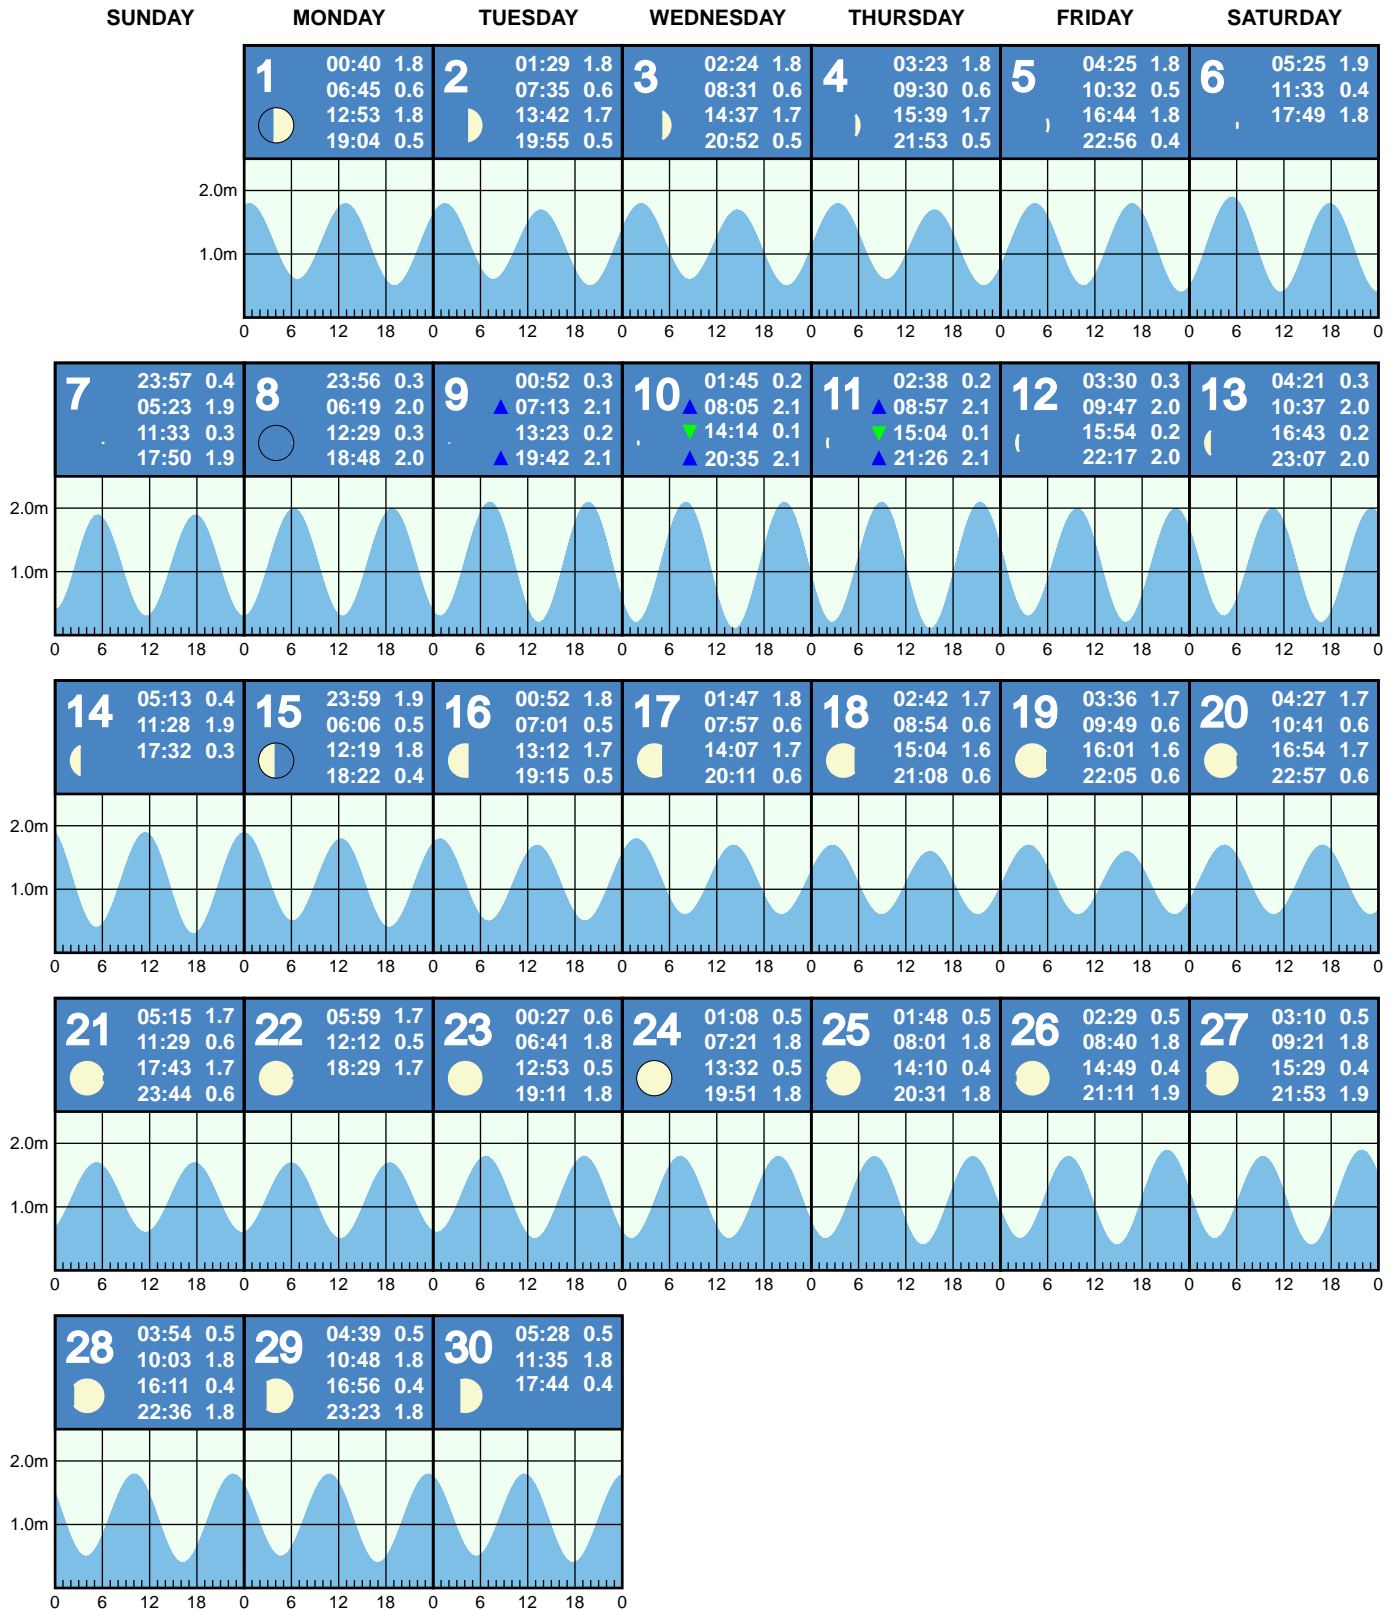 SUNDAY MONDAY TUESDAY WEDNESDAY THURSDAY FRIDAY SATURDAY
1 00:40 1.8
06:45 0.6
12:53 1.8
19:04 0.5
2 01:29 1.8
07:35 0.6
13:42 1.7
19:55 0.5
3 02:24 1.8
08:31 0.6
14:37 1.7
20:52 0.5
4 03:23 1.8
09:30 0.6
15:39 1.7
21:53 0.5
5 04:25 1.8
10:32 0.5
16:44 1.8
22:56 0.4
6 05:25 1.9
11:33 0.4
17:49 1.8
2.0m
1.0m
0 6 12 18 0 6 12 18 0 6 12 18 0 6 12 18 0 6 12 18 0 6 12 18 0
7 23:57 0.4
05:23 1.9
11:33 0.3
17:50 1.9
8 23:56 0.3
06:19 2.0
12:29 0.3
18:48 2.0
9 00:52 0.3
07:13 2.1
13:23 0.2
19:42 2.1
10 01:45 0.2
08:05 2.1
14:14 0.1
20:35 2.1
11 02:38 0.2
08:57 2.1
15:04 0.1
21:26 2.1
12 03:30 0.3
09:47 2.0
15:54 0.2
22:17 2.0
13 04:21 0.3
10:37 2.0
16:43 0.2
23:07 2.0
2.0m
1.0m
0 6 12 18 0 6 12 18 0 6 12 18 0 6 12 18 0 6 12 18 0 6 12 18 0 6 12 18 0
14 05:13 0.4
11:28 1.9
17:32 0.3
15 23:59 1.9
06:06 0.5
12:19 1.8
18:22 0.4
16 00:52 1.8
07:01 0.5
13:12 1.7
19:15 0.5
17 01:47 1.8
07:57 0.6
14:07 1.7
20:11 0.6
18 02:42 1.7
08:54 0.6
15:04 1.6
21:08 0.6
19 03:36 1.7
09:49 0.6
16:01 1.6
22:05 0.6
20 04:27 1.7
10:41 0.6
16:54 1.7
22:57 0.6
2.0m
1.0m
0 6 12 18 0 6 12 18 0 6 12 18 0 6 12 18 0 6 12 18 0 6 12 18 0 6 12 18 0
21 05:15 1.7
11:29 0.6
17:43 1.7
23:44 0.6
22 05:59 1.7
12:12 0.5
18:29 1.7
23 00:27 0.6
06:41 1.8
12:53 0.5
19:11 1.8
24 01:08 0.5
07:21 1.8
13:32 0.5
19:51 1.8
25 01:48 0.5
08:01 1.8
14:10 0.4
20:31 1.8
26 02:29 0.5
08:40 1.8
14:49 0.4
21:11 1.9
27 03:10 0.5
09:21 1.8
15:29 0.4
21:53 1.9
2.0m
1.0m
0 6 12 18 0 6 12 18 0 6 12 18 0 6 12 18 0 6 12 18 0 6 12 18 0 6 12 18 0
28 03:54 0.5
10:03 1.8
16:11 0.4
22:36 1.8
29 04:39 0.5
10:48 1.8
16:56 0.4
23:23 1.8
30 05:28 0.5
11:35 1.8
17:44 0.4
2.0m
1.0m
0 6 12 18 0 6 12 18 0 6 12 18 0